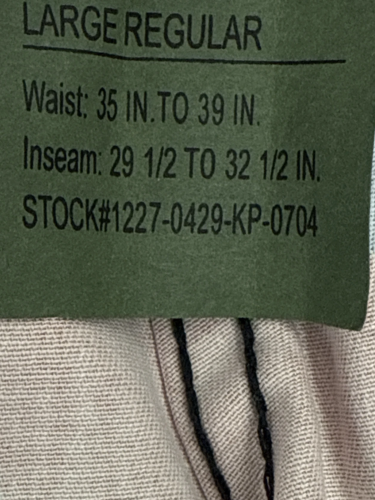 LARGE REGULAR
Waist: 35 IN. TO 39 IN.
Inseam: 29 1/2 TO 32 1/2 IN.
STOCK#1227-0429-KP-0704